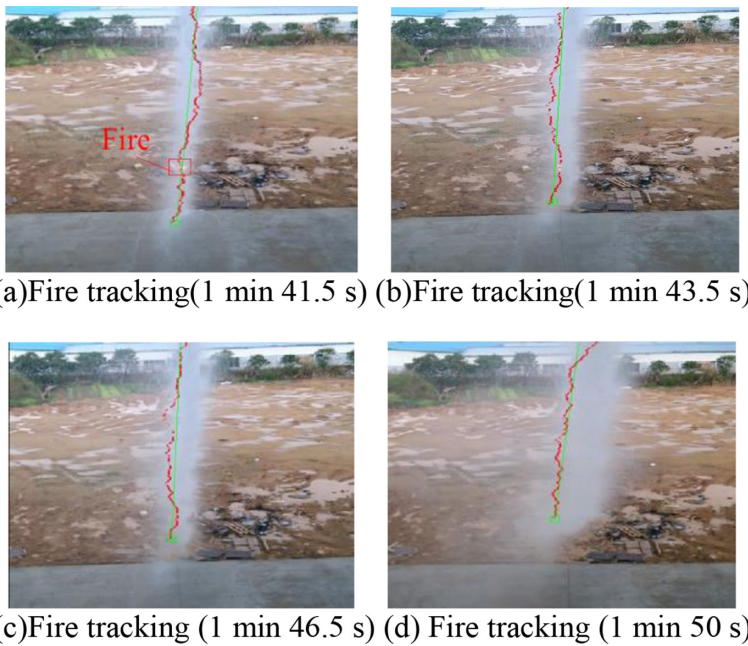 Fire
(a)Fire tracking(1 min 41.5 s) (b)Fire tracking(1 min 43.5 s)
(c)Fire tracking (1 min 46.5 s) (d) Fire tracking (1 min 50 s)